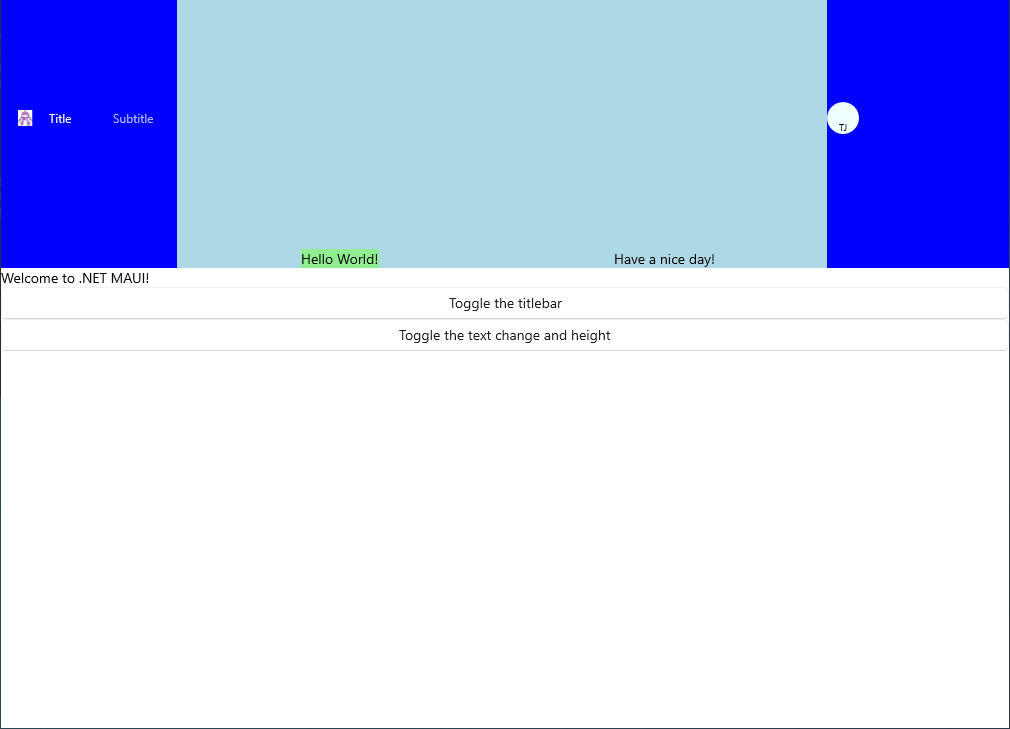 Title Subtitle
TJ
Hello World! Have a nice day!
Welcome to .NET MAUI!
Toggle the titlebar
Toggle the text change and height